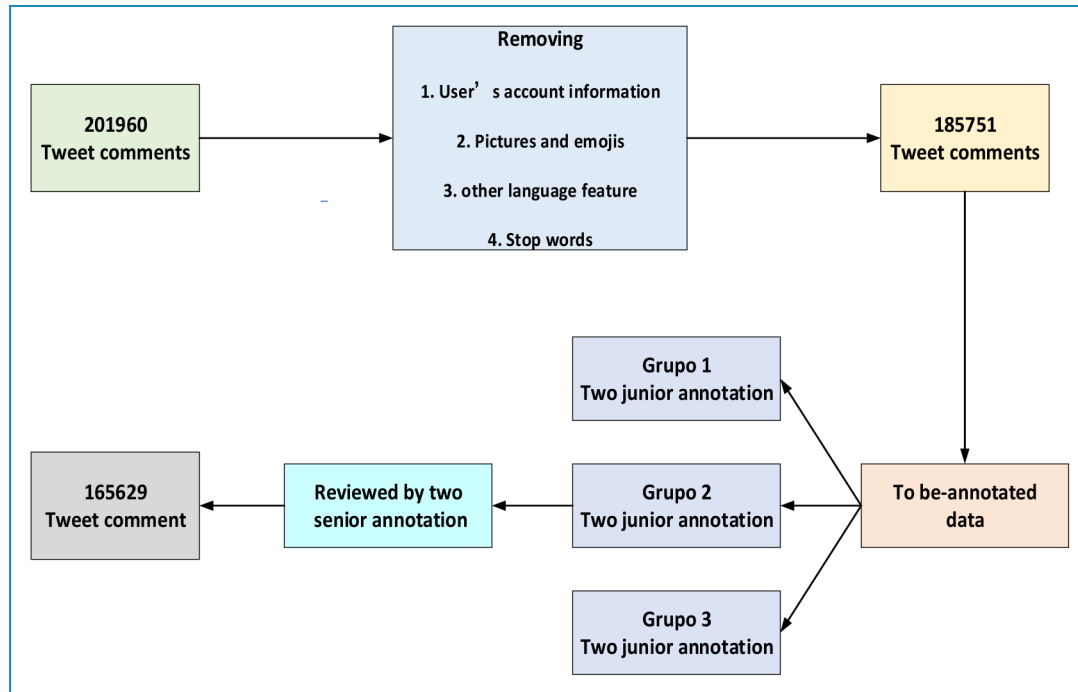 Removing
1. User’s account information
2. Pictures and emojis
3. other language feature
4. Stop words
201960
Tweet comments
185751
Tweet comments
Grupo 1
Two junior annotation
165629
Tweet comment
Reviewed by two
senior annotation
Grupo 2
Two junior annotation
To be-annotated
data
Grupo 3
Two junior annotation